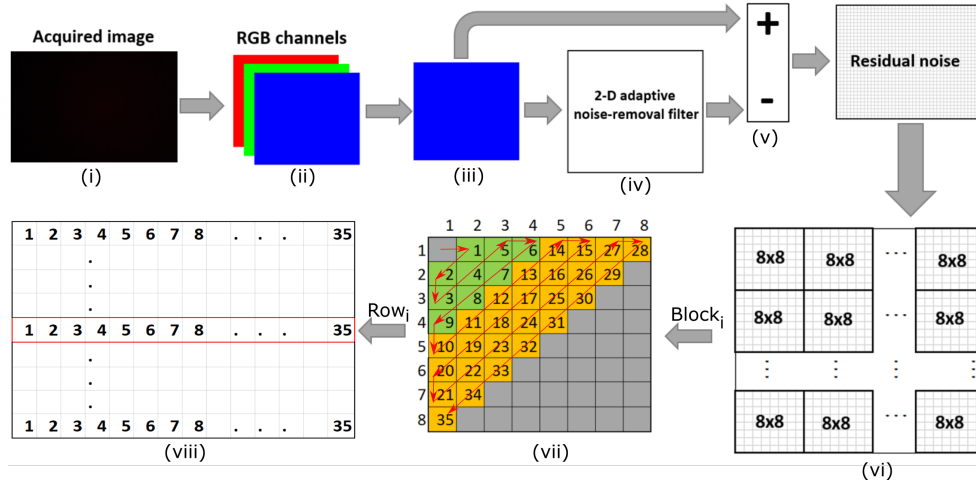 Acquired image
(i)
RGB channels
(ii)
(iii)
2-D adaptive
noise-removal filter
(iv)
+
-
(v)
Residual noise
8x8 8x8 ... 8x8
8x8 8x8 ... 8x8
⋮ ⋮ ⋮
8x8 8x8 ... 8x8
(vi)
Block_i
1 2 3 4 5 6 7 8
1 1 5 6 14 15 27 28
2 2 4 7 13 16 26 29
3 3 8 12 17 25 30
4 9 11 18 24 31
5 10 19 23 32
6 20 22 33
7 21 34
8 35
(vii)
Row_i
1 2 3 4 5 6 7 8 . . . 35
.
.
.
1 2 3 4 5 6 7 8 . . . 35
.
.
.
1 2 3 4 5 6 7 8 . . . 35
(viii)